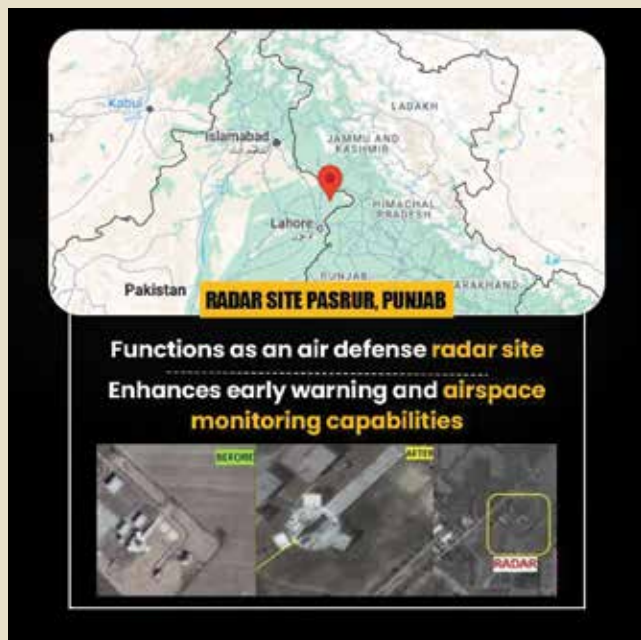 Kabul
Islamabad
LADAKH
JAMMU AND
KASHMIR
HIMACHAL
PRADESH
Lahore
PUNJAB
ARAKHAND
Pakistan
RADAR SITE PASRUR, PUNJAB
Functions as an air defense radar site
Enhances early warning and airspace
monitoring capabilities
BEFORE
AFTER
RADAR